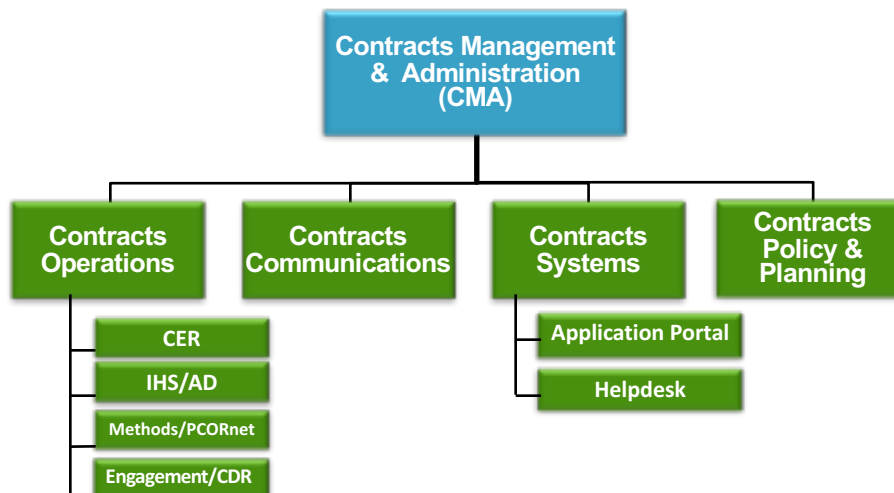 Contracts Management
& Administration
(CMA)
Contracts
Operations
Contracts
Communications
Contracts
Systems
Contracts
Policy &
Planning
CER
IHS/AD
Methods/PCORnet
Engagement/CDR
Application Portal
Helpdesk